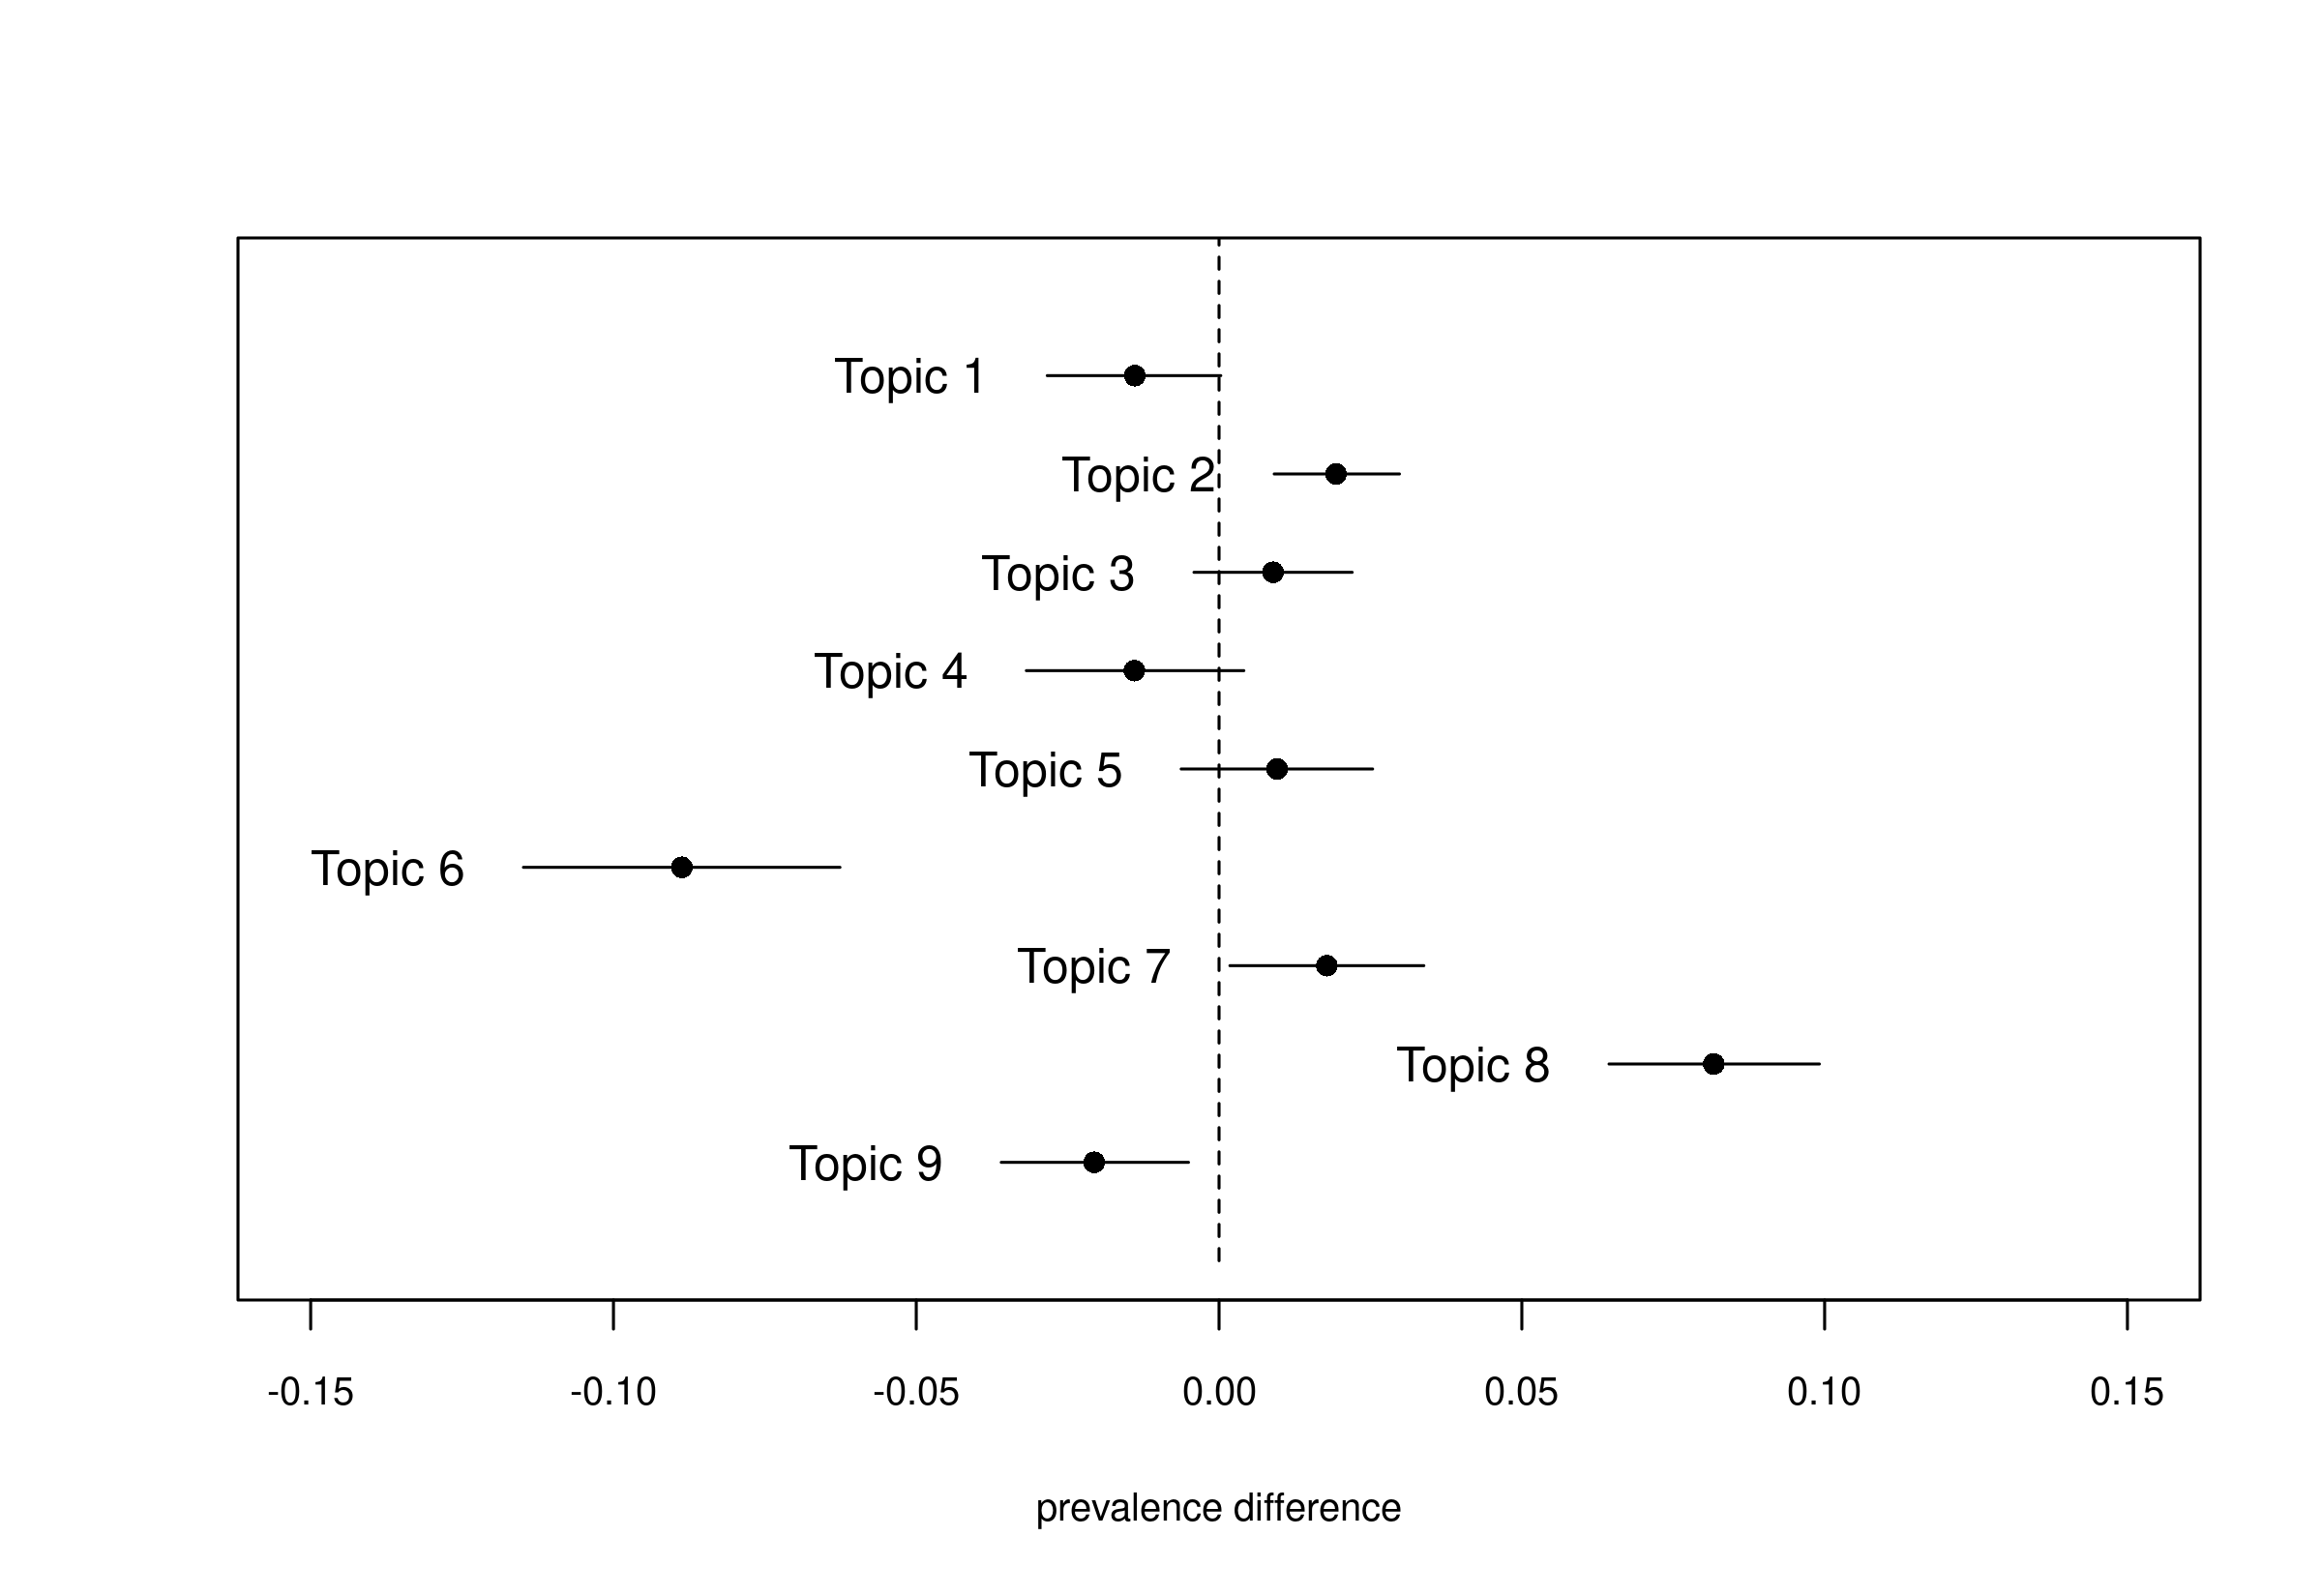 Topic 1
Topic 2
Topic 3
Topic 4
Topic 5
Topic 6
Topic 7
Topic 8
Topic 9
-0.15 -0.10 -0.05 0.00 0.05 0.10 0.15
prevalence difference